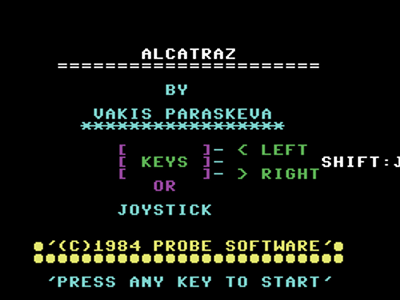 ALCATRAZ
======================
BY
VAKIS PARASKEVA
*****************
[ ]- < LEFT
[ KEYS ]- SHIFT:J
[ ]- > RIGHT
OR
JOYSTICK
●'(C)1984 PROBE SOFTWARE'●
●●●●●●●●●●●●●●●●●●●●●●●●●●
'PRESS ANY KEY TO START'